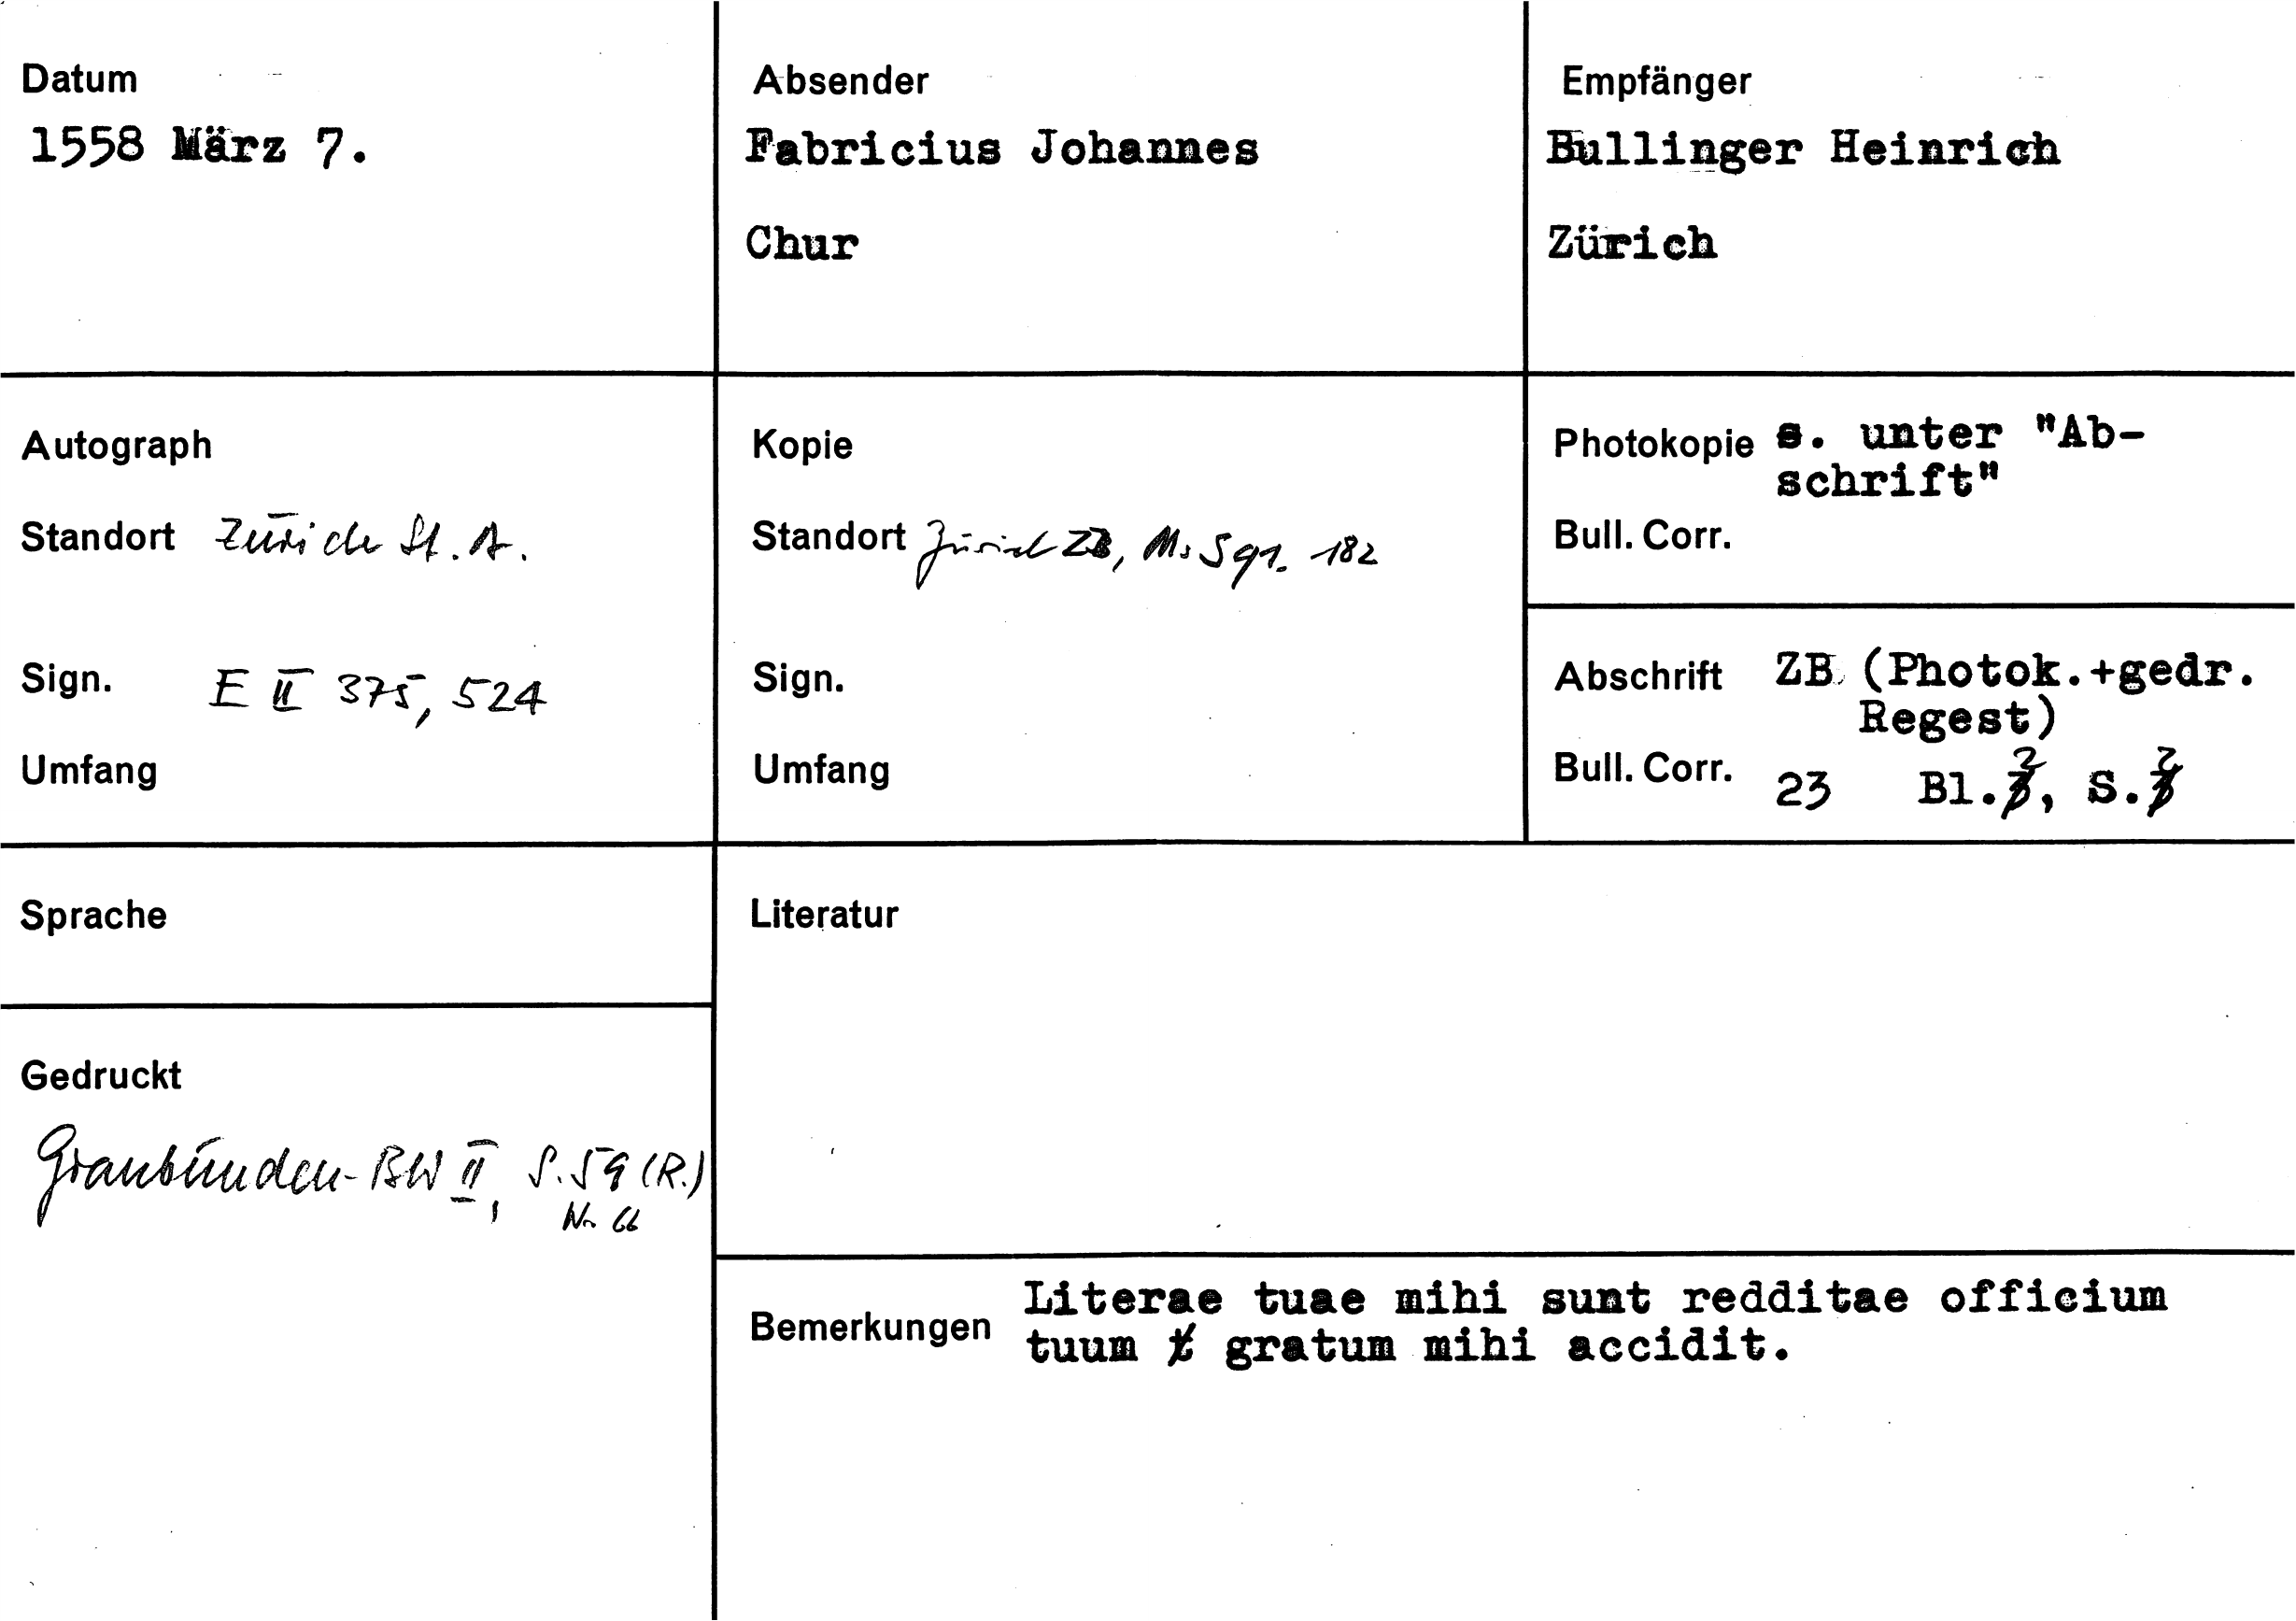 Datum
1558 März 7.
Absender
Fabricius Johannes
Chur
Empfänger
Bullinger Heinrich
Zürich
Autograph
Standort Zürich St. A.
Sign. E II 375, 524
Umfang
Kopie
Standort Zürich ZB, Ms S 91. 182
Sign.
Umfang
Photokopie s. unter "Ab-
schrift"
Bull. Corr.
Abschrift ZB (Photok.+gedr.
Regest)
Bull. Corr. 23 Bl. 2, S. 2
Sprache
Gedruckt
Graubünden-BW II, S. 59 (R.)
Nr. 66
Literatur
Bemerkungen Literae tuae mihi sunt redditae officium
tuum gratum mihi accidit.